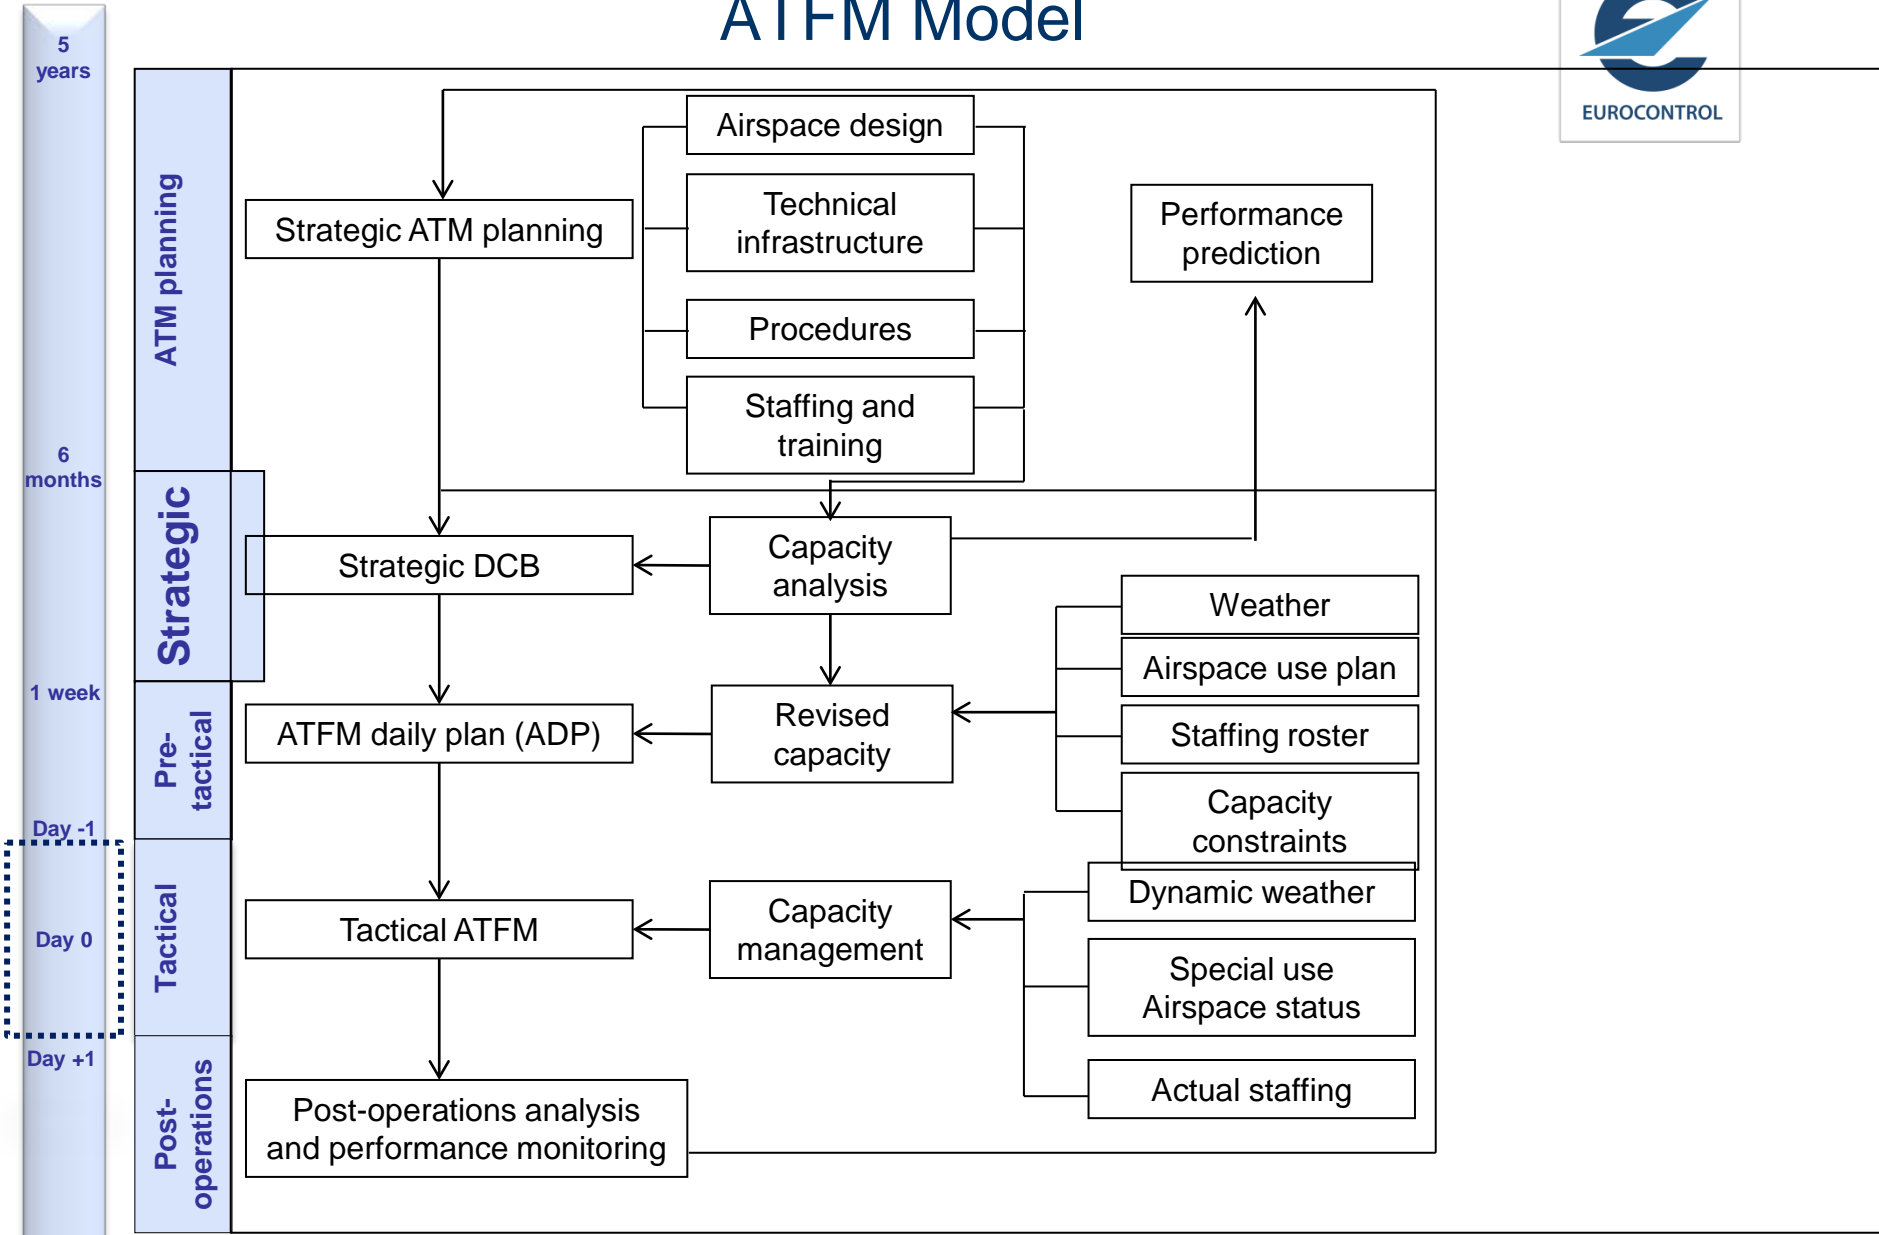 ATFM Model
EUROCONTROL
5
years
6
months
1 week
Day -1
Day 0
Day +1
ATM planning
Strategic
Pre-
tactical
Tactical
Post-
operations
Strategic ATM planning
Airspace design
Technical
infrastructure
Procedures
Staffing and
training
Performance
prediction
Strategic DCB
Capacity
analysis
Weather
Airspace use plan
Staffing roster
Capacity
constraints
ATFM daily plan (ADP)
Revised
capacity
Tactical ATFM
Capacity
management
Dynamic weather
Special use
Airspace status
Actual staffing
Post-operations analysis
and performance monitoring